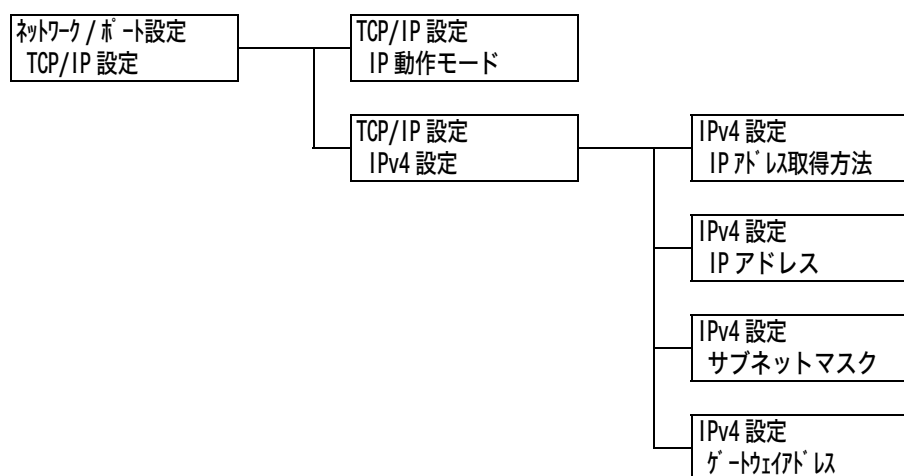 ﾈｯﾄﾜｰｸ / ﾎﾟｰﾄ設定
TCP/IP 設定
TCP/IP 設定
IP 動作モード
TCP/IP 設定
IPv4 設定
IPv4 設定
IP ｱﾄﾞﾚｽ取得方法
IPv4 設定
IP アドレス
IPv4 設定
サブネットマスク
IPv4 設定
ｹﾞｰﾄｳｪｲｱﾄﾞﾚｽ